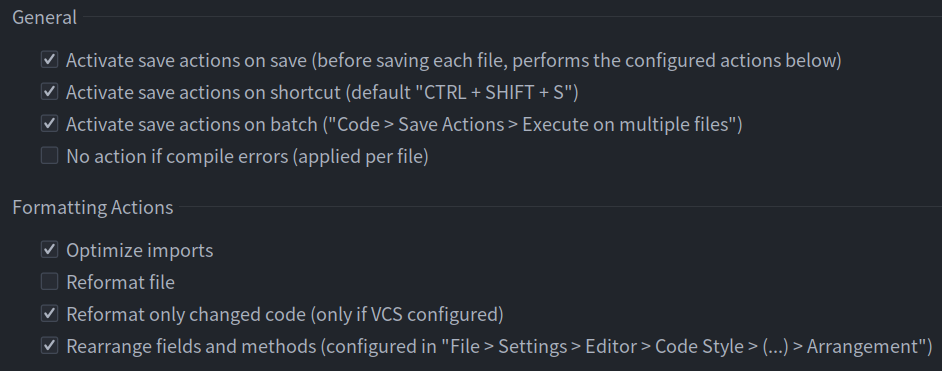 General
Activate save actions on save (before saving each file, performs the configured actions below)
Activate save actions on shortcut (default "CTRL + SHIFT + S")
Activate save actions on batch ("Code > Save Actions > Execute on multiple files")
No action if compile errors (applied per file)
Formatting Actions
Optimize imports
Reformat file
Reformat only changed code (only if VCS configured)
Rearrange fields and methods (configured in "File > Settings > Editor > Code Style > (...) > Arrangement")